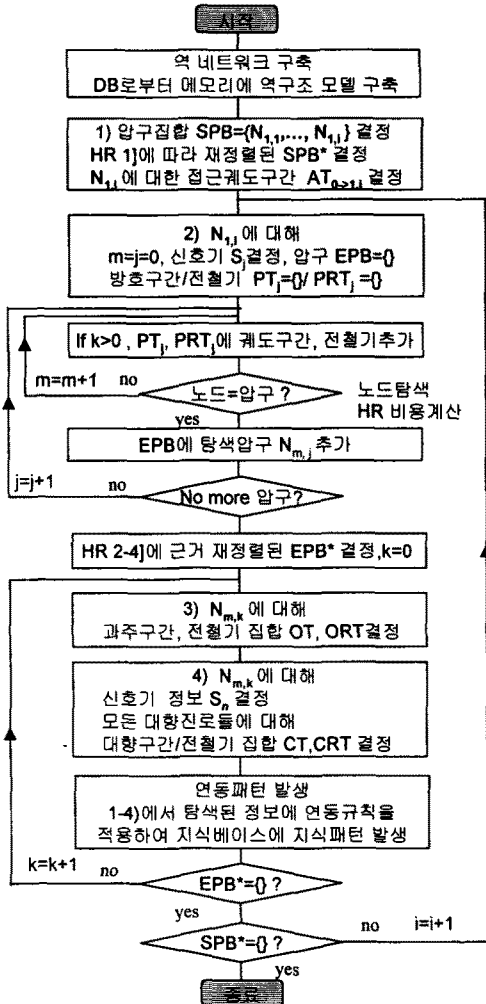 시작
역 네트워크 구축
DB로부터 메모리에 역구조 모델 구축
1) 압구집합 SPB={N1,1,..., N1,i } 결정
HR 1]에 따라 재정렬된 SPB* 결정
N1,i 에 대한 접근궤도구간 AT0->1,i 결정
2) N1,i 에 대해
m=j=0, 신호기 Sj결정, 압구 EPB={}
방호구간/전철기 PTj={}/ PRTj ={}
If k>0 , PTj, PRTj에 궤도구간, 전철기추가
m=m+1 no
노드=압구 ?
노드탐색
HR 비용계산
yes
EPB에 탐색압구 Nm,j 추가
j=j+1 no
No more 압구?
HR 2-4]에 근거 재정렬된 EPB* 결정,k=0
3) Nm,k 에 대해
과주구간, 전철기 집합 OT, ORT결정
4) Nm,k 에 대해
신호기 정보 Sn 결정
모든 대향진로들에 대해
대향구간/전철기 집합 CT,CRT 결정
연동패턴 발생
1-4)에서 탐색된 정보에 연동규칙을
적용하여 지식베이스에 지식패턴 발생
k=k+1 no
EPB*={} ?
yes
no i=i+1
SPB*={} ?
yes
종료